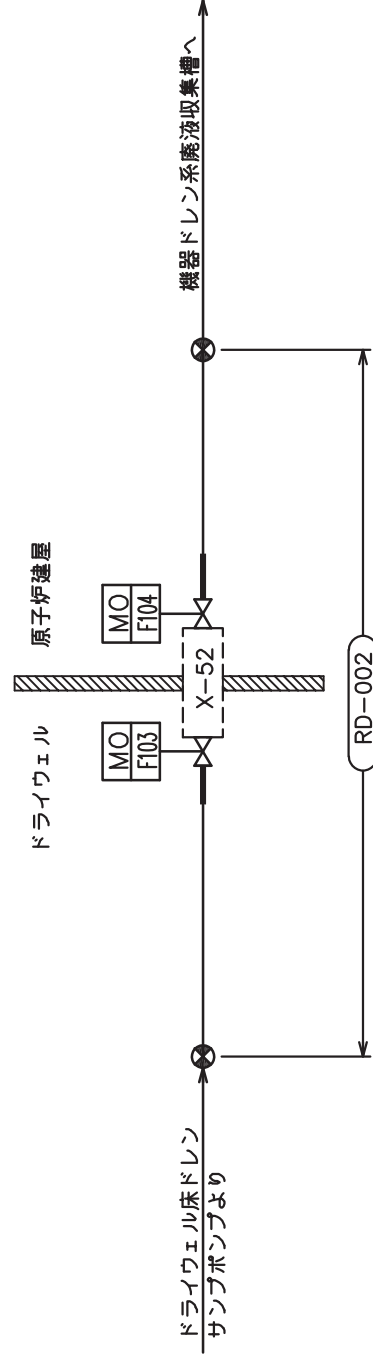 ドライウェル
原子炉建屋
MO
F103
MO
F104
X-52
ドライウェル床ドレン
サンプポンプより
機器ドレン系廃液収集槽へ
RD-002